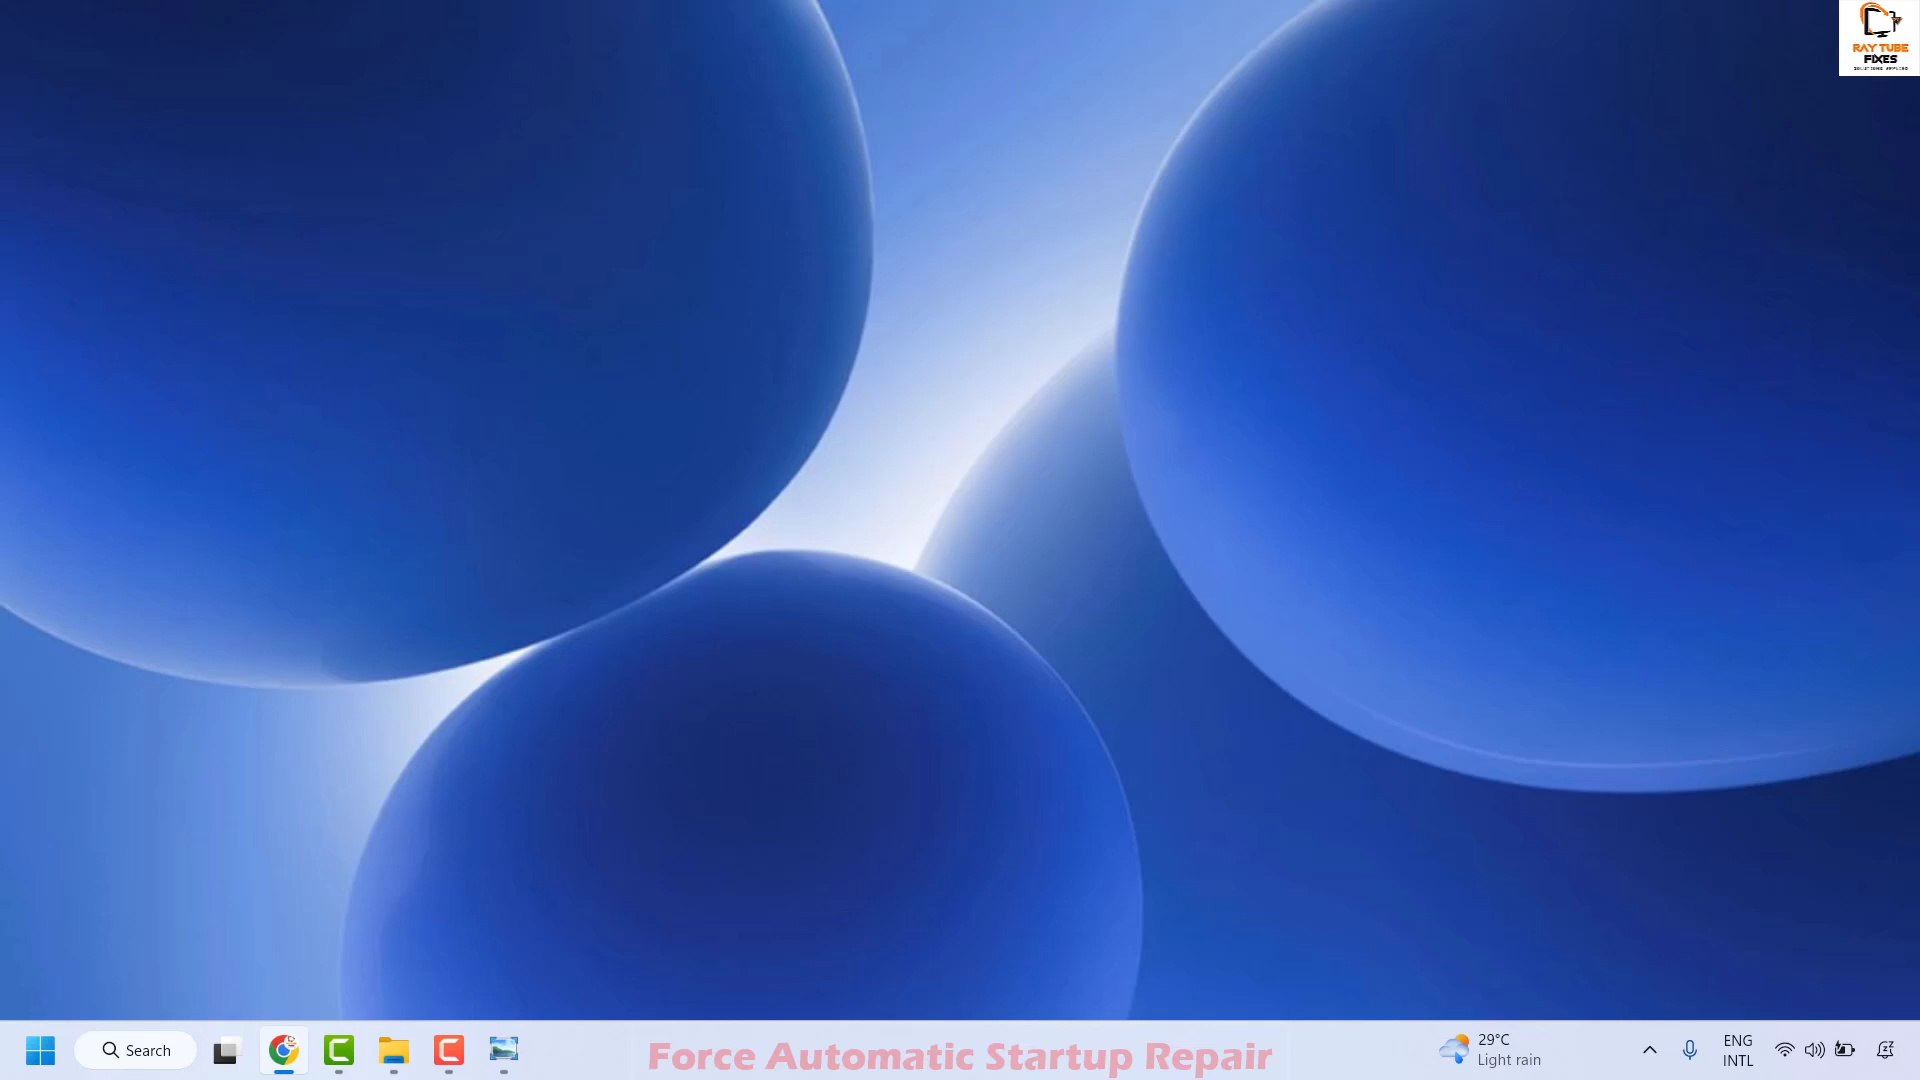 RAY TUBE
FIXES
Search
Force Automatic Startup Repair
29°C
Light rain
ENG
INTL